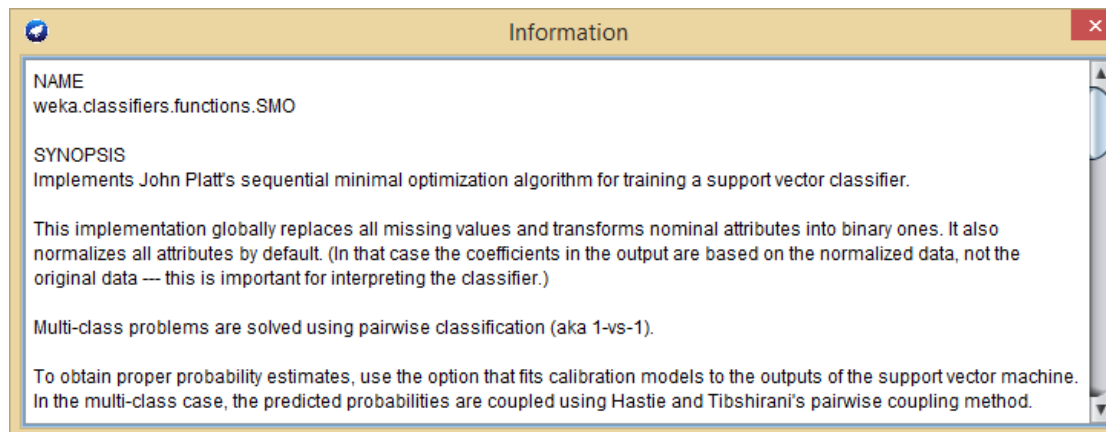 Information
NAME
weka.classifiers.functions.SMO
SYNOPSIS
Implements John Platt's sequential minimal optimization algorithm for training a support vector classifier.
This implementation globally replaces all missing values and transforms nominal attributes into binary ones. It also
normalizes all attributes by default. (In that case the coefficients in the output are based on the normalized data, not the
original data --- this is important for interpreting the classifier.)
Multi-class problems are solved using pairwise classification (aka 1-vs-1).
To obtain proper probability estimates, use the option that fits calibration models to the outputs of the support vector machine.
In the multi-class case, the predicted probabilities are coupled using Hastie and Tibshirani's pairwise coupling method.